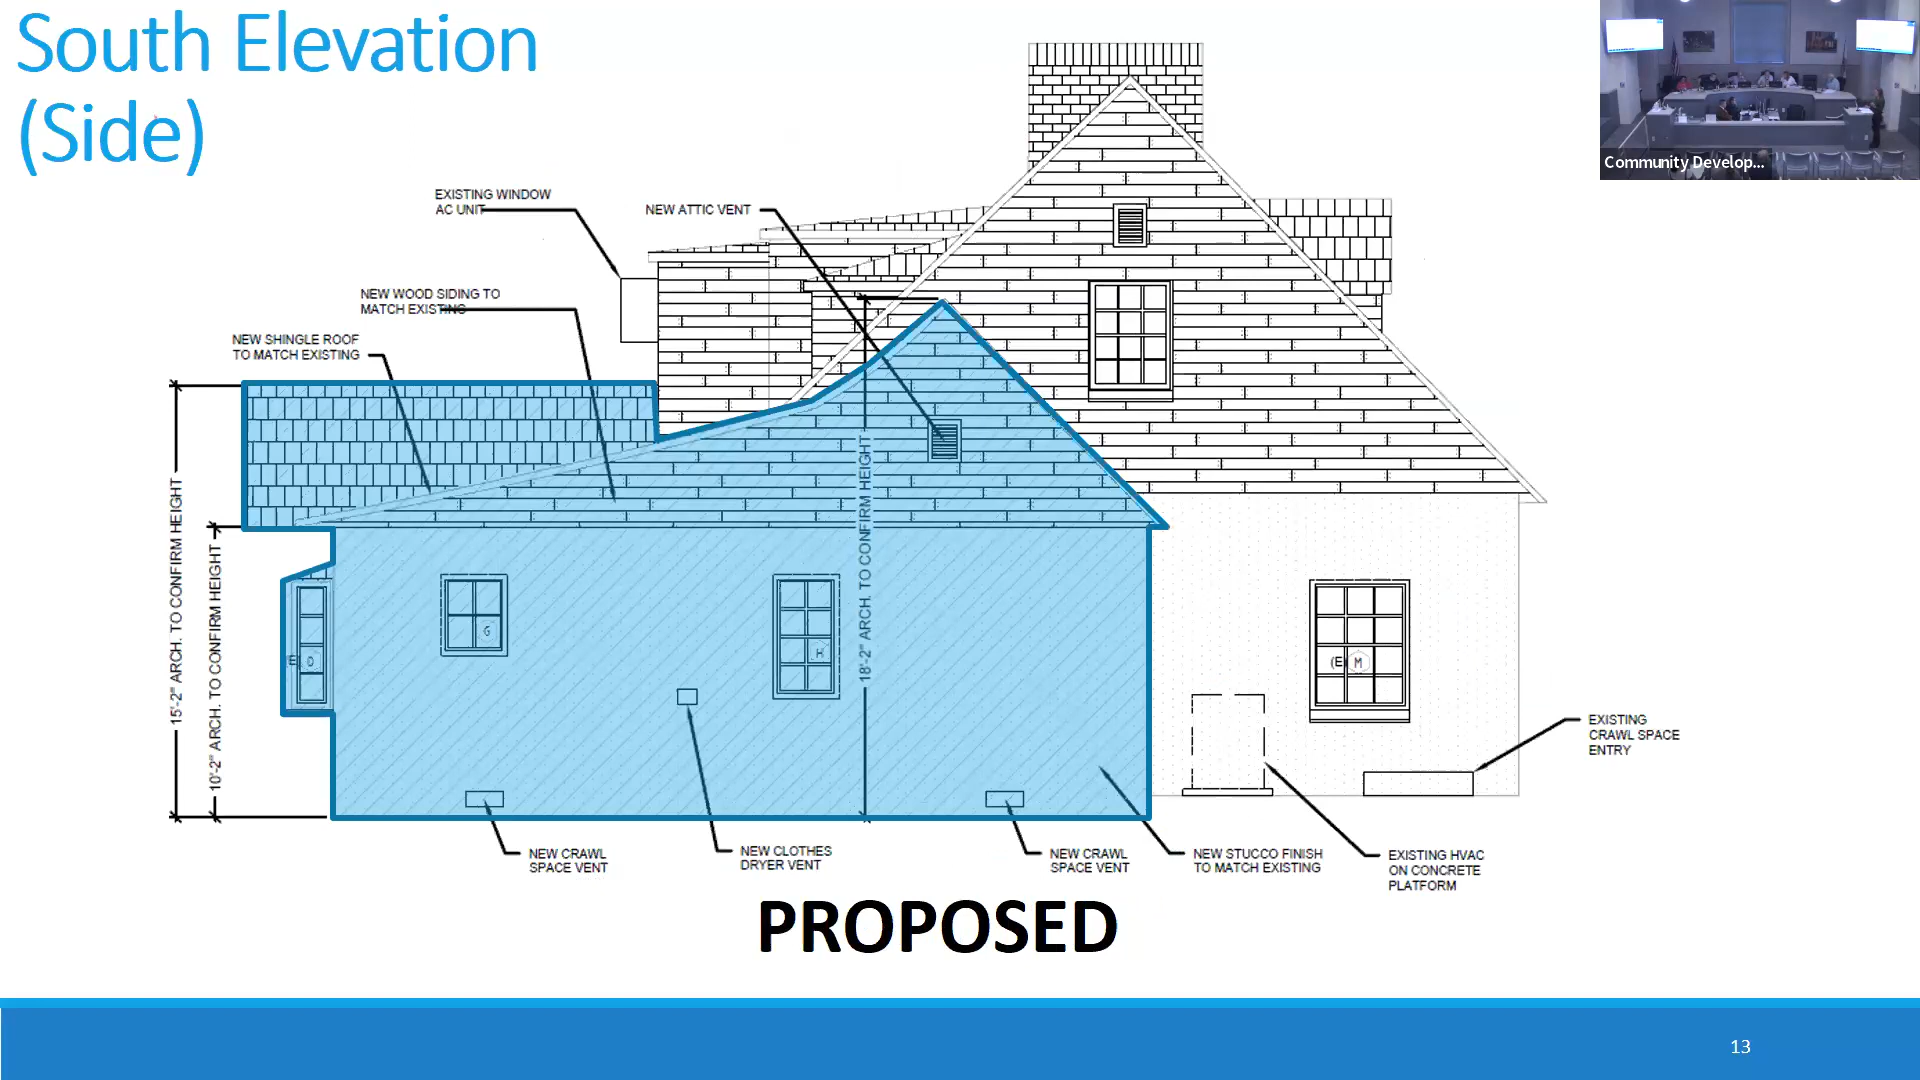 South Elevation
(Side)
Community Develop...
EXISTING WINDOW
AC UNIT
NEW ATTIC VENT
NEW WOOD SIDING TO
MATCH EXISTING
NEW SHINGLE ROOF
TO MATCH EXISTING
15'-2" ARCH. TO CONFIRM HEIGHT
10'-2" ARCH. TO CONFIRM HEIGHT
18'-2" ARCH. TO CONFIRM HEIGHT
G
H
(E) D
(E) M
EXISTING
CRAWL SPACE
ENTRY
NEW CRAWL
SPACE VENT
NEW CLOTHES
DRYER VENT
NEW CRAWL
SPACE VENT
NEW STUCCO FINISH
TO MATCH EXISTING
EXISTING HVAC
ON CONCRETE
PLATFORM
PROPOSED
13